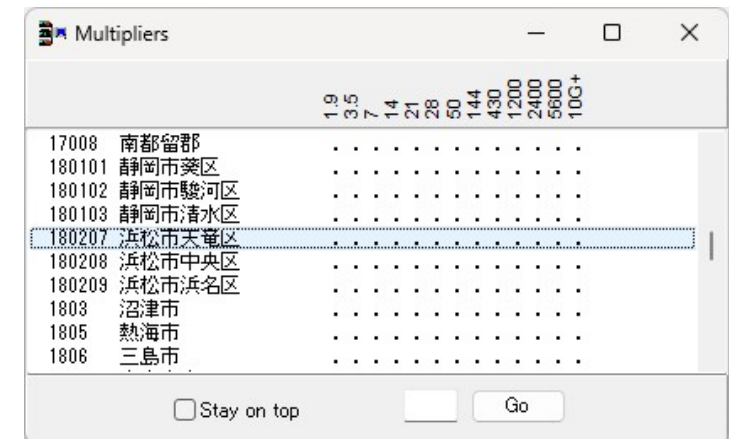 Multipliers
1.9 3.5 7 14 21 28 50 144 430 1200 2400 5600 10G+
17008 南都留郡 . . . . . . . . . . . . .
180101 静岡市葵区 . . . . . . . . . . . . .
180102 静岡市駿河区 . . . . . . . . . . . . .
180103 静岡市清水区 . . . . . . . . . . . . .
180207 浜松市天竜区 . . . . . . . . . . . . .
180208 浜松市中央区 . . . . . . . . . . . . .
180209 浜松市浜名区 . . . . . . . . . . . . .
1803 沼津市 . . . . . . . . . . . . .
1805 熱海市 . . . . . . . . . . . . .
1806 三島市 . . . . . . . . . . . . .
Stay on top Go